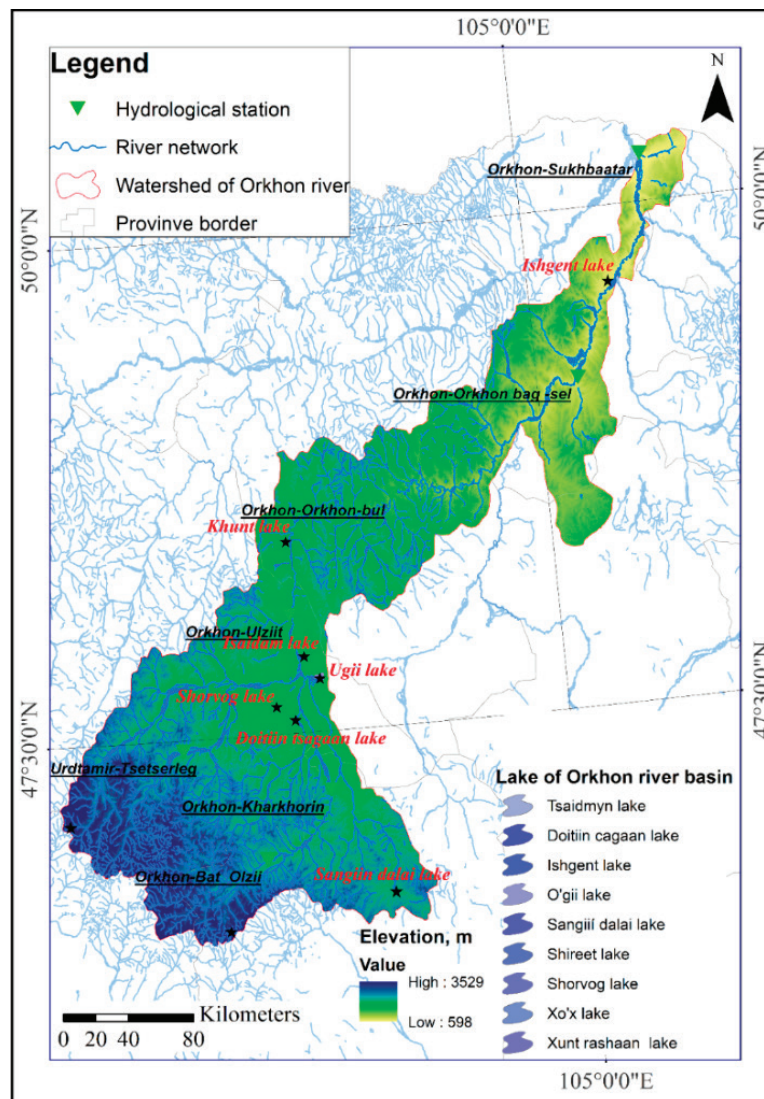 105°0'0"E
Legend
Hydrological station
River network
Watershed of Orkhon river
Provinve border
N
Orkhon-Sukhbaatar
50°0'0"N
50°0'0"N
Ishgent lake
Orkhon-Orkhon bag -sel
Orkhon-Orkhon-bul
Khunt lake
Orkhon-Ulziit
Tsaidam lake
Ugii lake
Shorvog lake
Doitiin tsagaan lake
47°30'0"N
47°30'0"N
Urdtamir-Tsetserleg
Orkhon-Kharkhorin
Orkhon-Bat_Olzii
Sangiin dalai lake
Lake of Orkhon river basin
Tsaidmyn lake
Doitiin cagaan lake
Ishgent lake
O'gii lake
Sangiiİ dalai lake
Shireet lake
Shorvog lake
Xo'x lake
Xunt rashaan lake
Elevation, m
Value
High : 3529
Low : 598
Kilometers
0 20 40 80
105°0'0"E